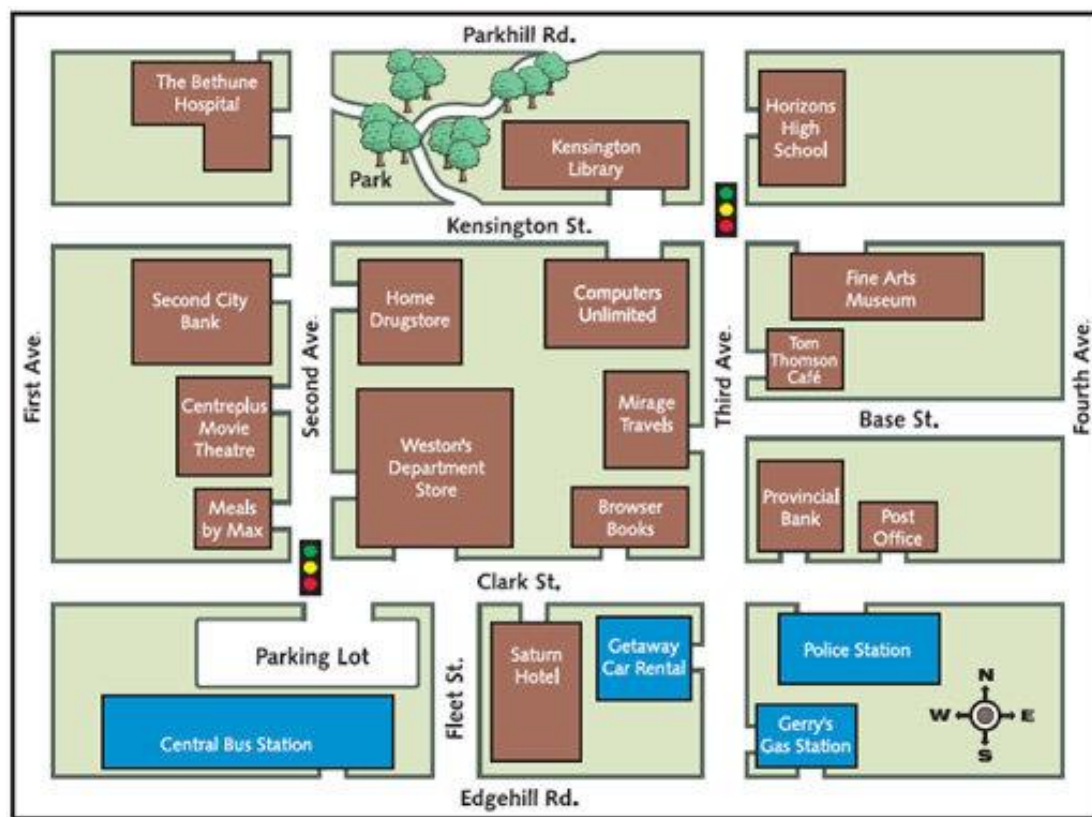 Parkhill Rd.
The Bethune
Hospital
Park
Kensington
Library
Horizons
High
School
Kensington St.
First Ave.
Second City
Bank
Centreplus
Movie
Theatre
Meals
by Max
Second Ave.
Home
Drugstore
Computers
Unlimited
Weston's
Department
Store
Mirage
Travels
Browser
Books
Third Ave.
Fine Arts
Museum
Tom
Thomson
Café
Base St.
Fourth Ave.
Provincial
Bank
Post
Office
Clark St.
Parking Lot
Central Bus Station
Fleet St.
Saturn
Hotel
Getaway
Car Rental
Police Station
Gerry's
Gas Station
N
W E
S
Edgehill Rd.